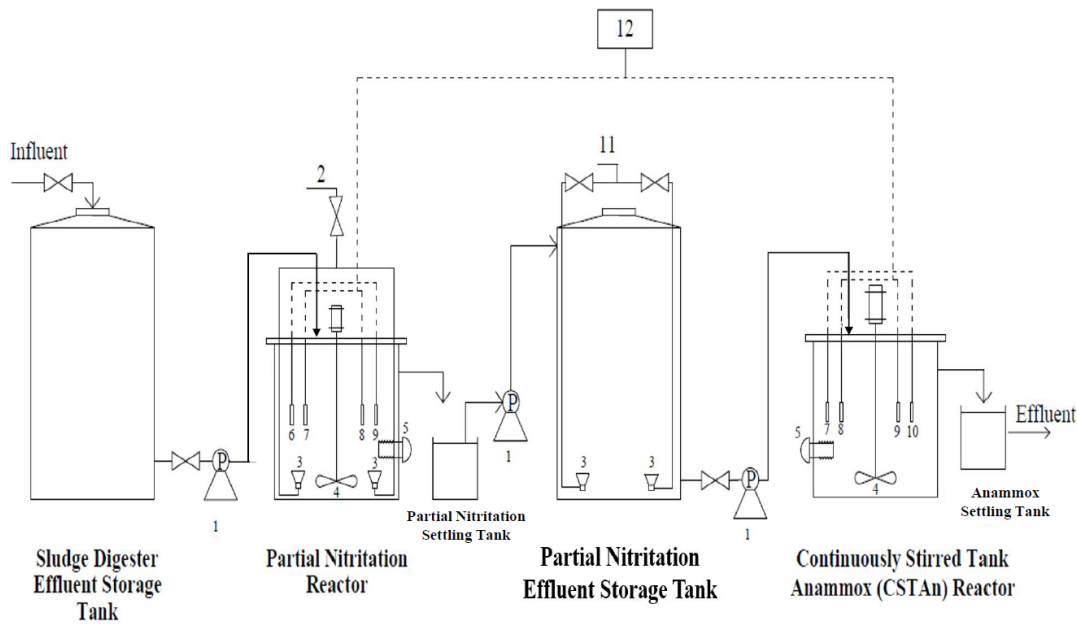 12
Influent
2
11
6
7
8
9
5
3
3
4
P
1
P
1
3
3
P
1
7
8
9
10
5
4
Effluent
Partial Nitritation
Settling Tank
Anammox
Settling Tank
Sludge Digester
Effluent Storage
Tank
Partial Nitritation
Reactor
Partial Nitritation
Effluent Storage Tank
Continuously Stirred Tank
Anammox (CSTAn) Reactor